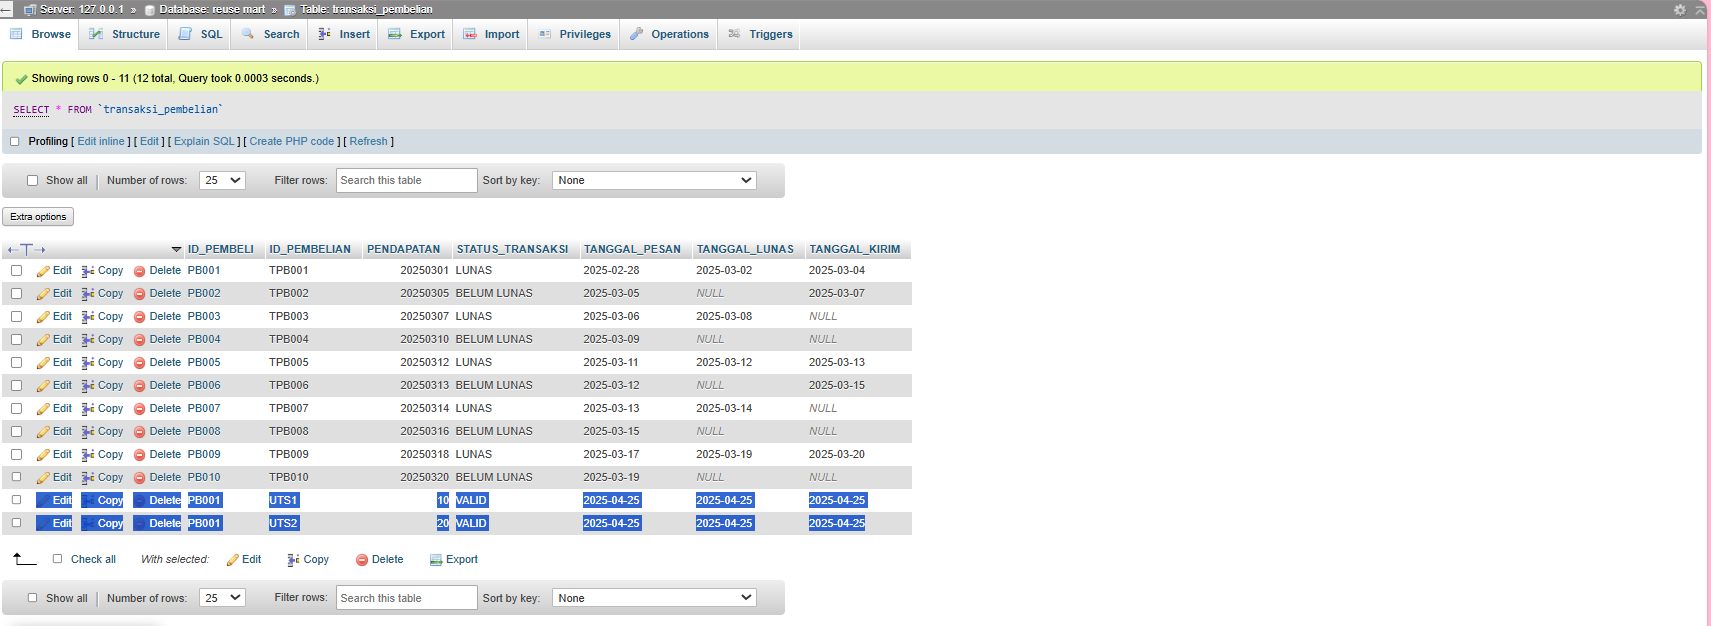 Server: 127.0.0.1 » Database: reuse mart » Table: transaksi_pembelian
Browse Structure SQL Search Insert Export Import Privileges Operations Triggers
Showing rows 0 - 11 (12 total, Query took 0.0003 seconds.)
SELECT * FROM `transaksi_pembelian`
Profiling [ Edit inline ] [ Edit ] [ Explain SQL ] [ Create PHP code ] [ Refresh ]
Show all | Number of rows: 25 Filter rows: Search this table Sort by key: None
Extra options
ID_PEMBELI ID_PEMBELIAN PENDAPATAN STATUS_TRANSAKSI TANGGAL_PESAN TANGGAL_LUNAS TANGGAL_KIRIM
Edit Copy Delete PB001 TPB001 20250301 LUNAS 2025-02-28 2025-03-02 2025-03-04
Edit Copy Delete PB002 TPB002 20250305 BELUM LUNAS 2025-03-05 NULL 2025-03-07
Edit Copy Delete PB003 TPB003 20250307 LUNAS 2025-03-06 2025-03-08 NULL
Edit Copy Delete PB004 TPB004 20250310 BELUM LUNAS 2025-03-09 NULL NULL
Edit Copy Delete PB005 TPB005 20250312 LUNAS 2025-03-11 2025-03-12 2025-03-13
Edit Copy Delete PB006 TPB006 20250313 BELUM LUNAS 2025-03-12 NULL 2025-03-15
Edit Copy Delete PB007 TPB007 20250314 LUNAS 2025-03-13 2025-03-14 NULL
Edit Copy Delete PB008 TPB008 20250316 BELUM LUNAS 2025-03-15 NULL NULL
Edit Copy Delete PB009 TPB009 20250318 LUNAS 2025-03-17 2025-03-19 2025-03-20
Edit Copy Delete PB010 TPB010 20250320 BELUM LUNAS 2025-03-19 NULL NULL
Edit Copy Delete PB001 UTS1 10 VALID 2025-04-25 2025-04-25 2025-04-25
Edit Copy Delete PB001 UTS2 20 VALID 2025-04-25 2025-04-25 2025-04-25
Check all With selected: Edit Copy Delete Export
Show all | Number of rows: 25 Filter rows: Search this table Sort by key: None